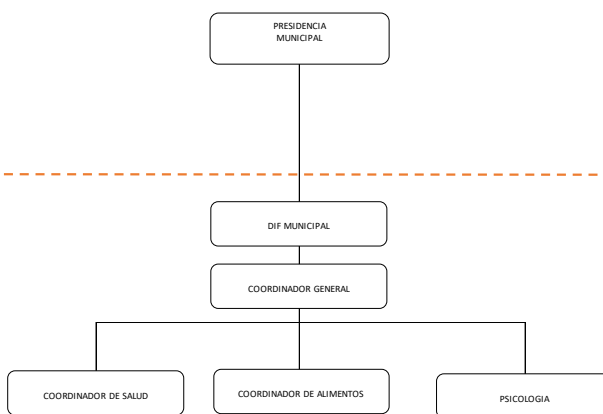 PRESIDENCIA
MUNICIPAL
DIF MUNICIPAL
COORDINADOR GENERAL
COORDINADOR DE SALUD
COORDINADOR DE ALIMENTOS
PSICOLOGIA